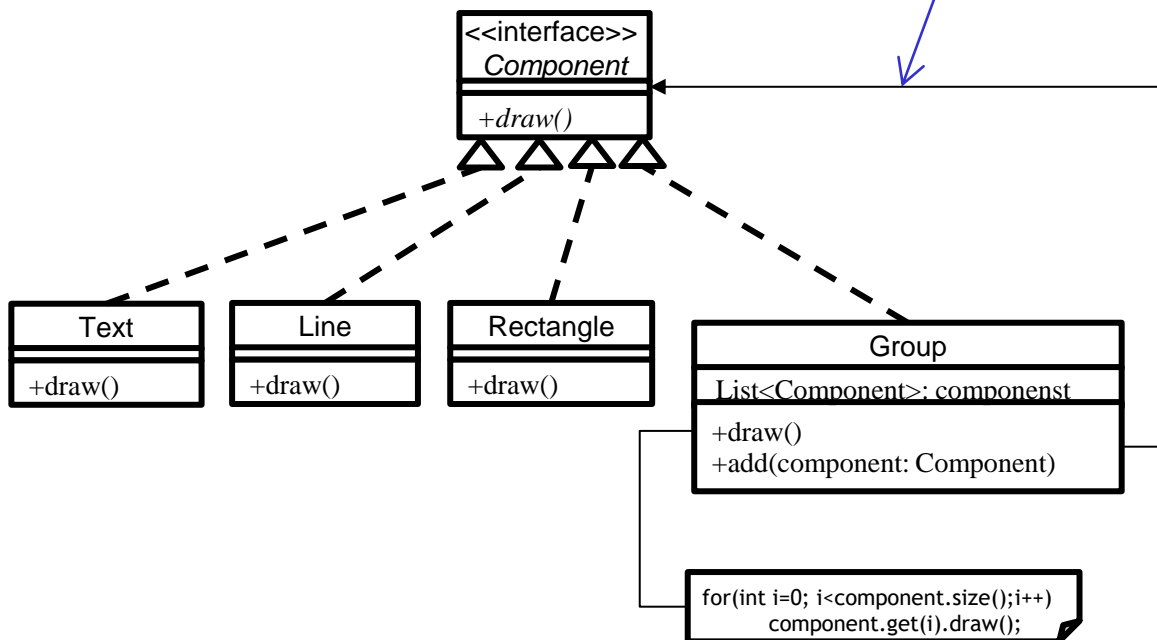 <<interface>>
Component
+draw()
Text
+draw()
Line
+draw()
Rectangle
+draw()
Group
List<Component>: componenst
+draw()
+add(component: Component)
for(int i=0; i<component.size();i++)
component.get(i).draw();